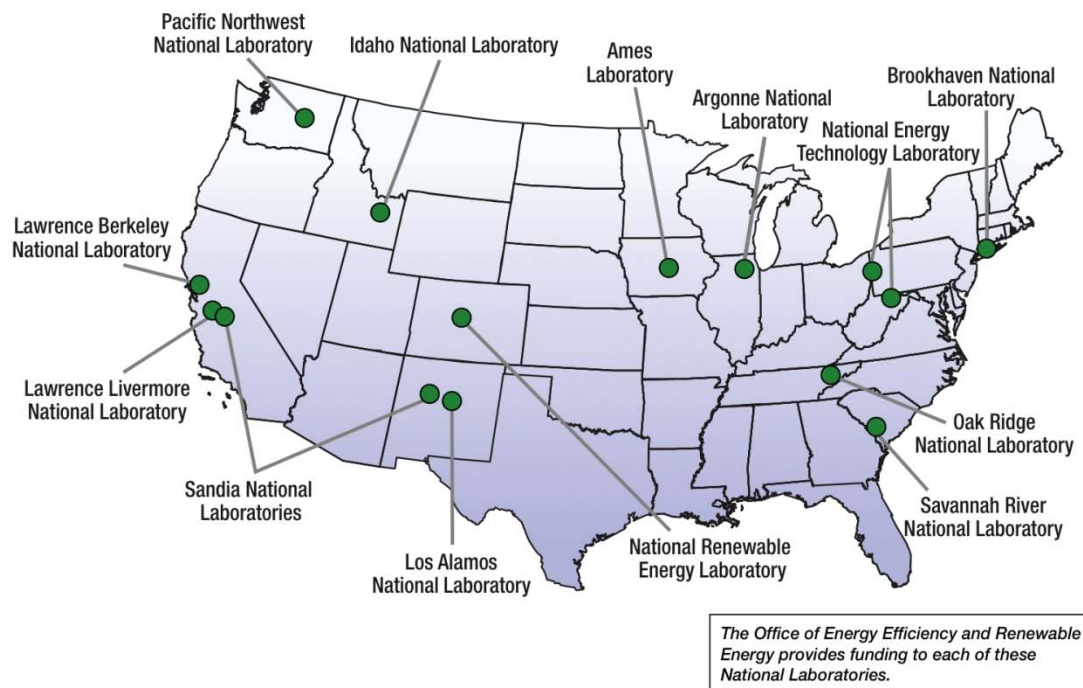 Pacific Northwest
National Laboratory
Idaho National Laboratory
Ames
Laboratory
Argonne National
Laboratory
Brookhaven National
Laboratory
National Energy
Technology Laboratory
Lawrence Berkeley
National Laboratory
Lawrence Livermore
National Laboratory
Sandia National
Laboratories
Los Alamos
National Laboratory
National Renewable
Energy Laboratory
Oak Ridge
National Laboratory
Savannah River
National Laboratory
The Office of Energy Efficiency and Renewable
Energy provides funding to each of these
National Laboratories.